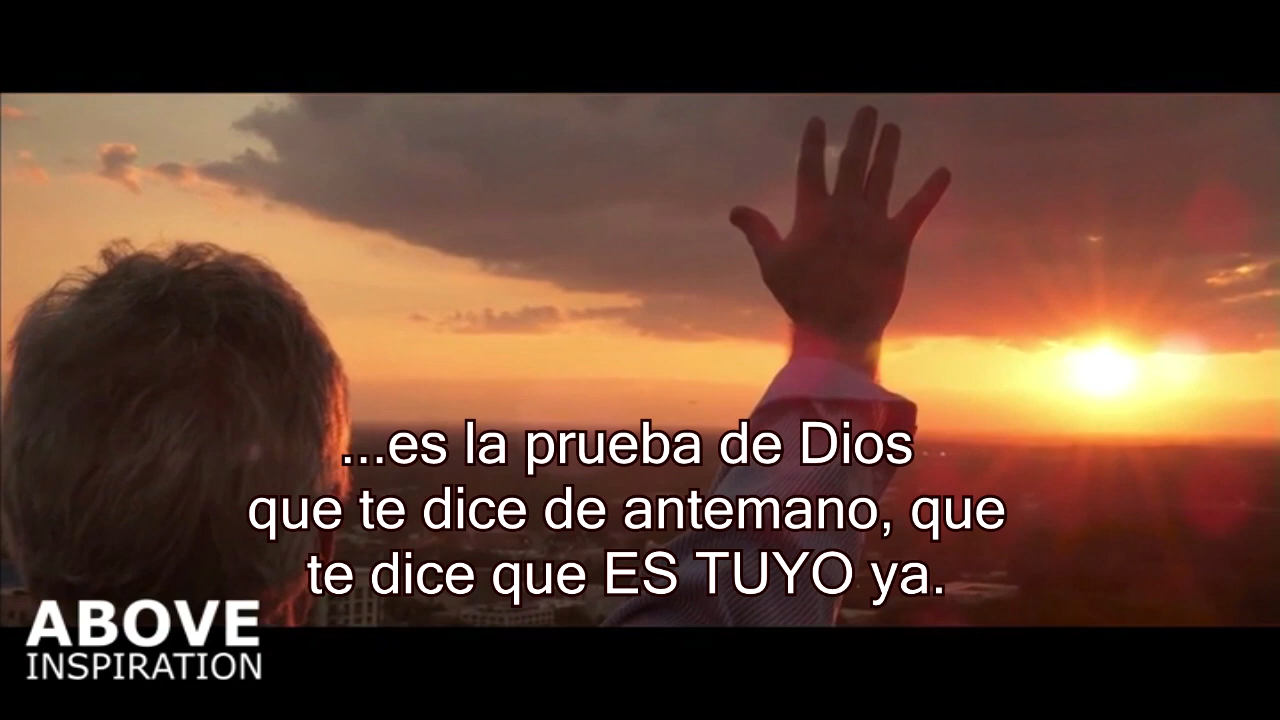 ...es la prueba de Dios
que te dice de antemano, que
te dice que ES TUYO ya.
ABOVE
INSPIRATION